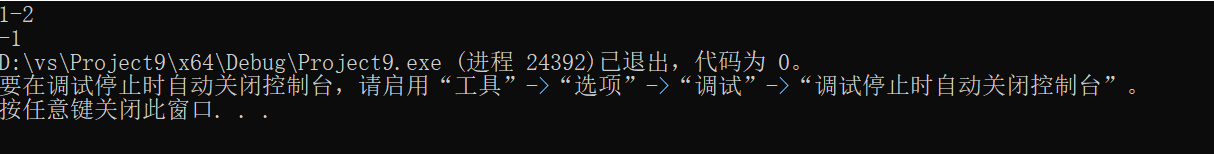 1-2
-1
D:\vs\Project9\x64\Debug\Project9.exe (进程 24392)已退出，代码为 0。
要在调试停止时自动关闭控制台，请启用“工具”->“选项”->“调试”->“调试停止时自动关闭控制台”。
按任意键关闭此窗口. . .